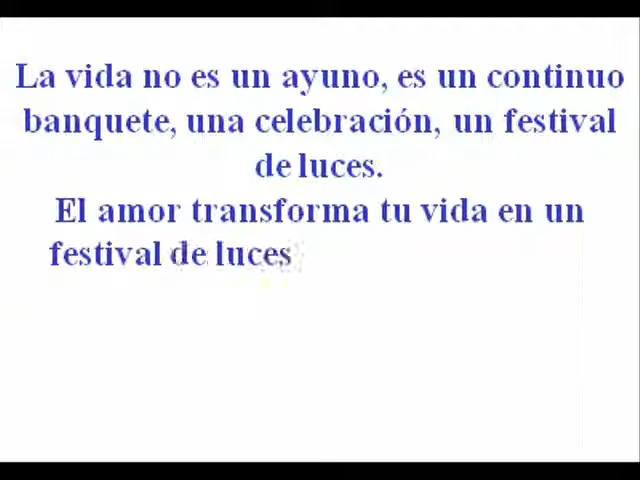 La vida no es un ayuno, es un continuo
banquete, una celebración, un festival
de luces.
El amor transforma tu vida en un
festival de luces